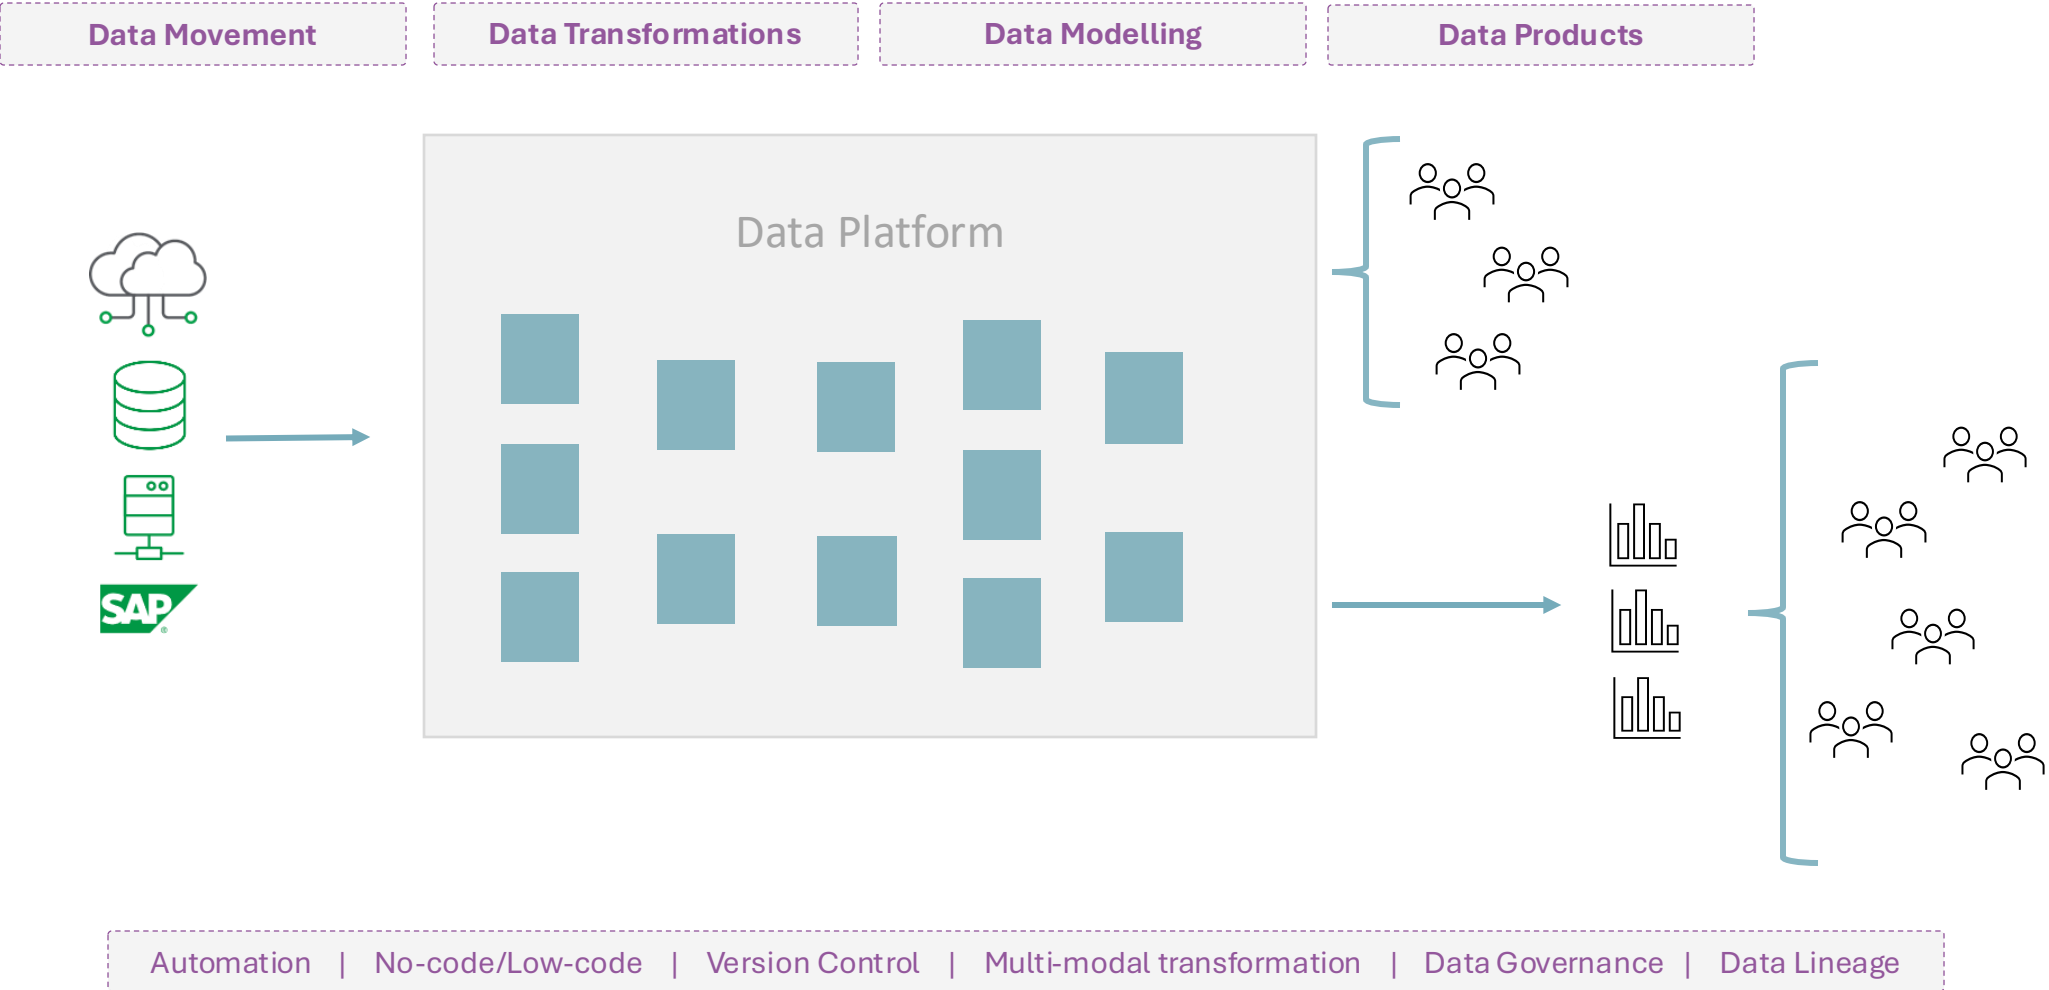 Data Movement
Data Transformations
Data Modelling
Data Products
Data Platform
SAP®
Automation | No-code/Low-code | Version Control | Multi-modal transformation | Data Governance | Data Lineage